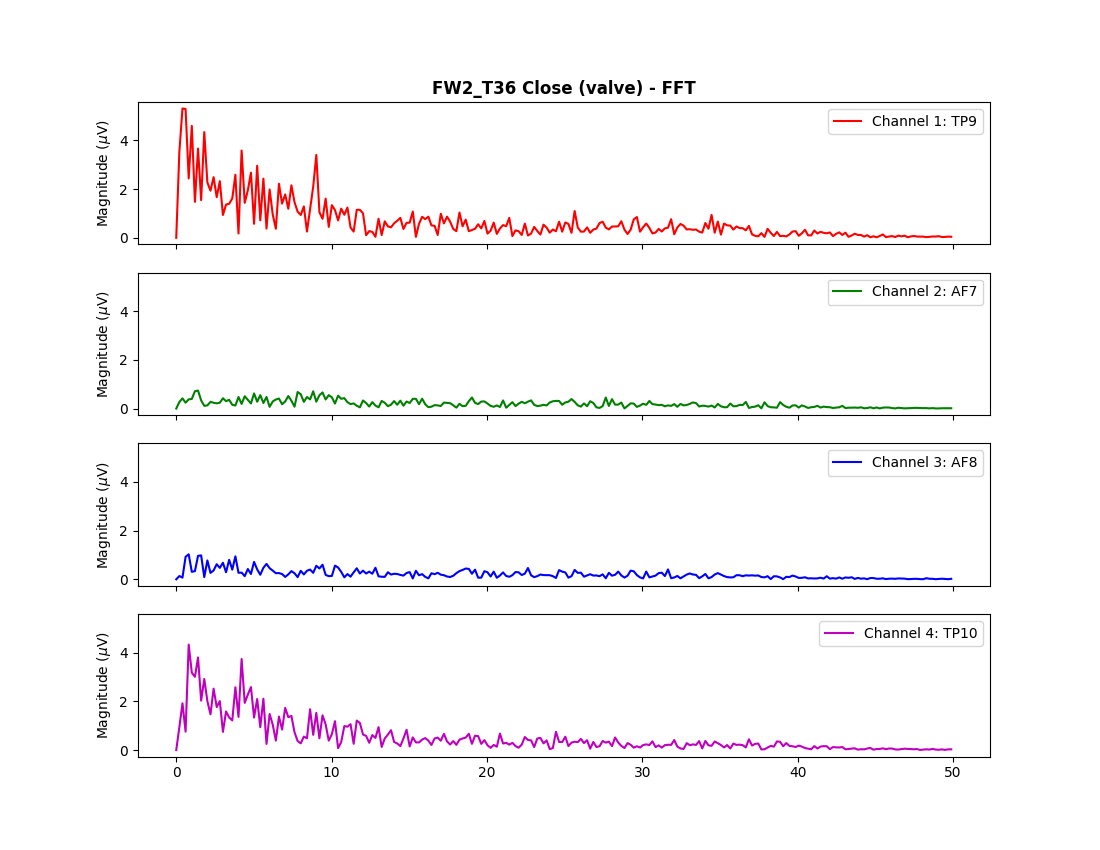 FW2_T36 Close (valve) - FFT
Magnitude (μV)
4
2
0
Channel 1: TP9
Magnitude (μV)
4
2
0
Channel 2: AF7
Magnitude (μV)
4
2
0
Channel 3: AF8
Magnitude (μV)
4
2
0
Channel 4: TP10
0 10 20 30 40 50